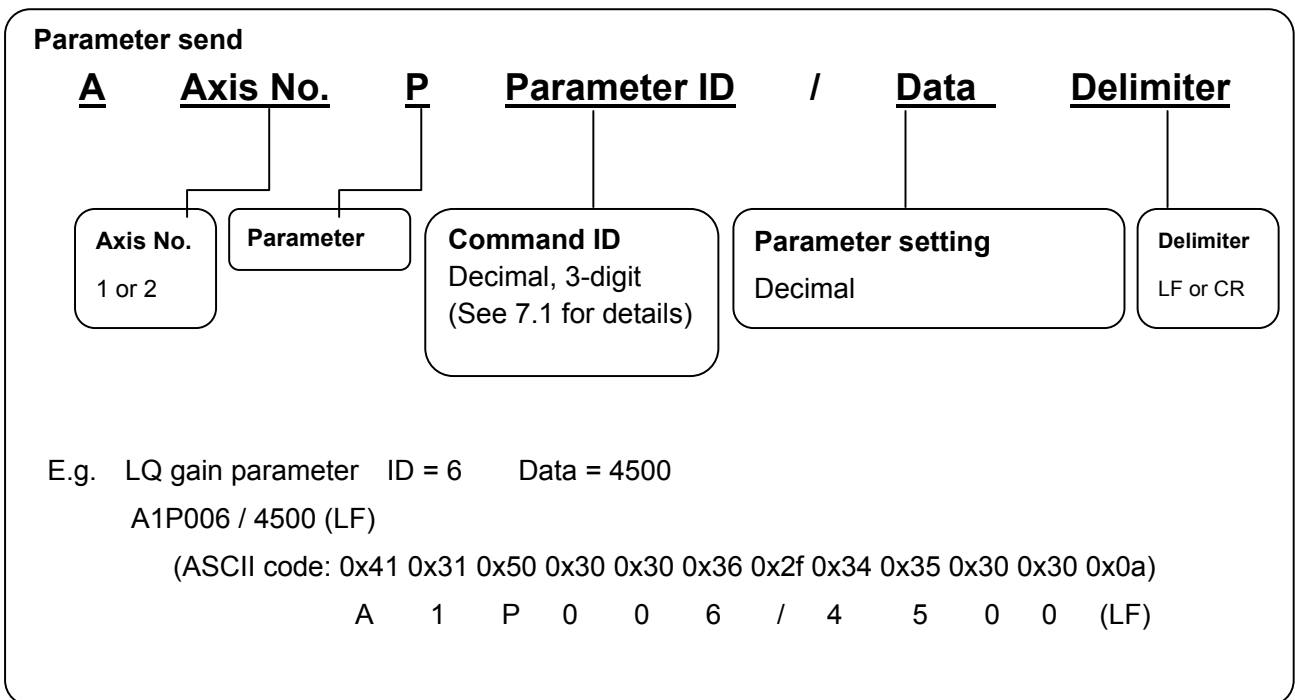 Parameter send
A Axis No. P Parameter ID / Data Delimiter
Axis No.
1 or 2
Parameter
Command ID
Decimal, 3-digit
(See 7.1 for details)
Parameter setting
Decimal
Delimiter
LF or CR
E.g. LQ gain parameter ID = 6 Data = 4500
A1P006 / 4500 (LF)
(ASCII code: 0x41 0x31 0x50 0x30 0x30 0x36 0x2f 0x34 0x35 0x30 0x30 0x0a)
A 1 P 0 0 6 / 4 5 0 0 (LF)